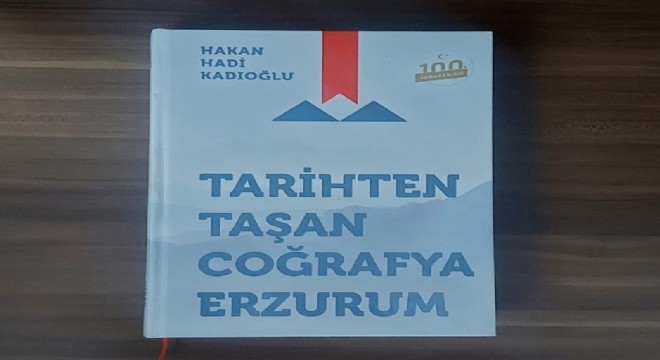 HAKAN
HADİ
KADIOĞLU
100.
TARİHTEN
TAŞAN
COĞRAFYA
ERZURUM